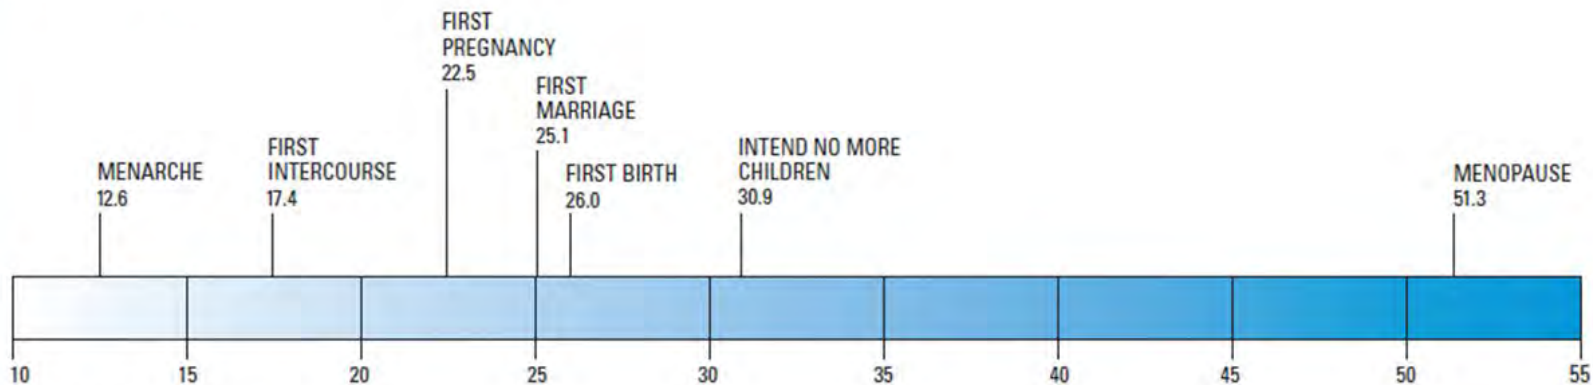 FIRST
PREGNANCY
22.5
FIRST
MARRIAGE
25.1
MENARCHE
12.6
FIRST
INTERCOURSE
17.4
FIRST BIRTH
26.0
INTEND NO MORE
CHILDREN
30.9
MENOPAUSE
51.3
10 15 20 25 30 35 40 45 50 55